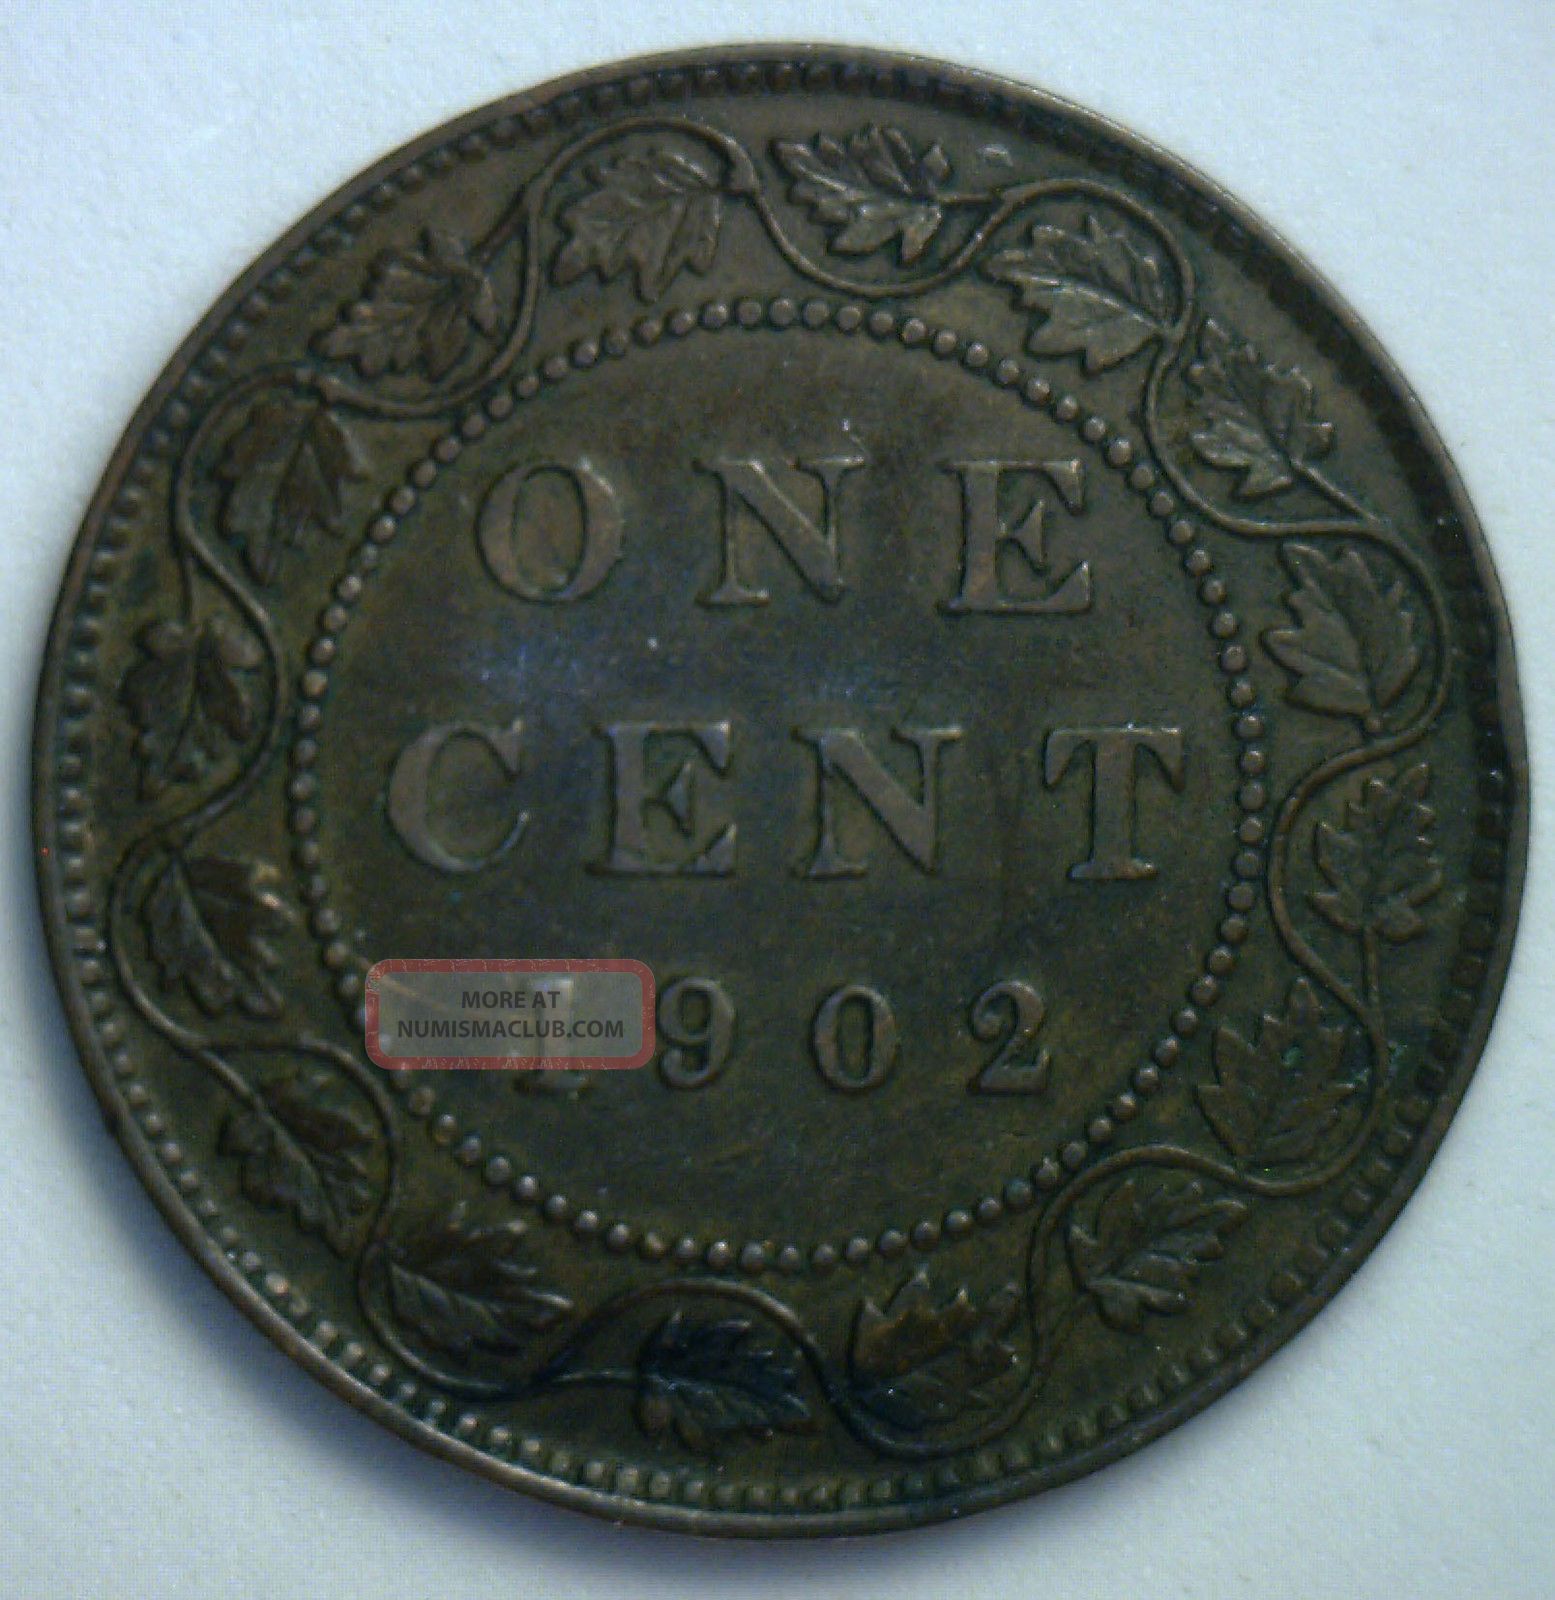 ONE
CENT
1902
MORE AT
NUMISMACLUB.COM